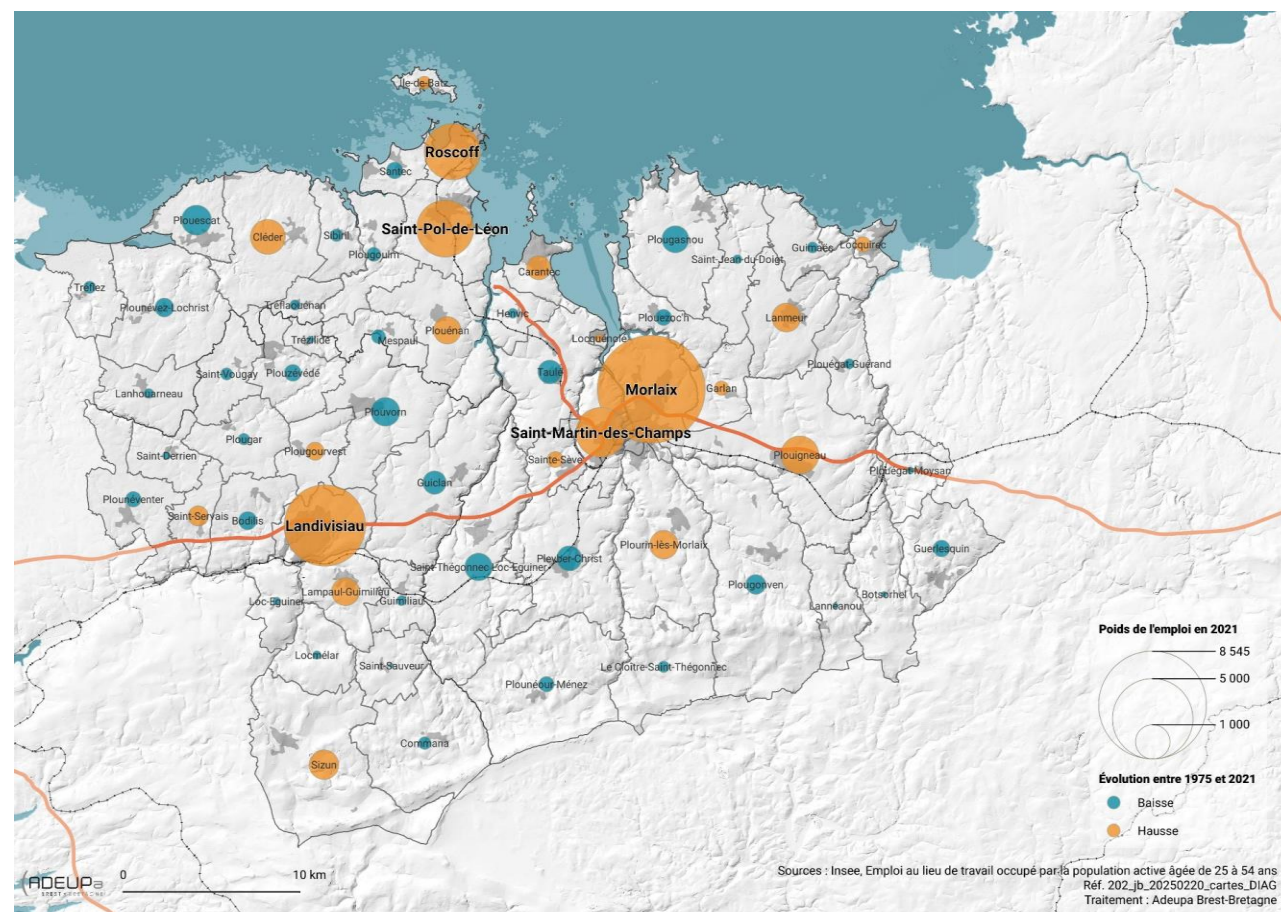 Île-de-Batz
Roscoff
Santec
Plouescat
Cléder
Sibiril
Saint-Pol-de-Léon
Plougoulm
Plougasnou
Saint-Jean-du-Doigt
Guimaëc
Locquirec
Carantec
Tréflez
Plounévez-Lochrist
Tréflaouénan
Henvic
Plouezoc'h
Lanmeur
Plouénan
Trézilidé
Mespaul
Locquénolé
Plouégat-Guérand
Saint-Vougay
Plouzévédé
Taulé
Lanhouarneau
Morlaix
Garlan
Plouvorn
Saint-Martin-des-Champs
Plougar
Plougourvest
Saint-Derrien
Sainte-Sève
Plouigneau
Plouégat-Moysan
Guiclan
Plounéventer
Saint-Servais
Bodilis
Landivisiau
Plourin-lès-Morlaix
Guerlesquin
Saint-Thégonnec Loc-Eguiner
Pleyber-Christ
Plougonven
Loc-Eguiner
Lampaul-Guimiliau
Guimiliau
Lannéanou
Botsorhel
Locmélar
Saint-Sauveur
Le Cloître-Saint-Thégonnec
Plounéour-Ménez
Commana
Sizun
Poids de l'emploi en 2021
8 545
5 000
1 000
Évolution entre 1975 et 2021
Baisse
Hausse
0 10 km
ADEUPa
BREST-BRETAGNE
Sources : Insee, Emploi au lieu de travail occupé par la population active âgée de 25 à 54 ans
Réf. 202_jb_20250220_cartes_DIAG
Traitement : Adeupa Brest-Bretagne